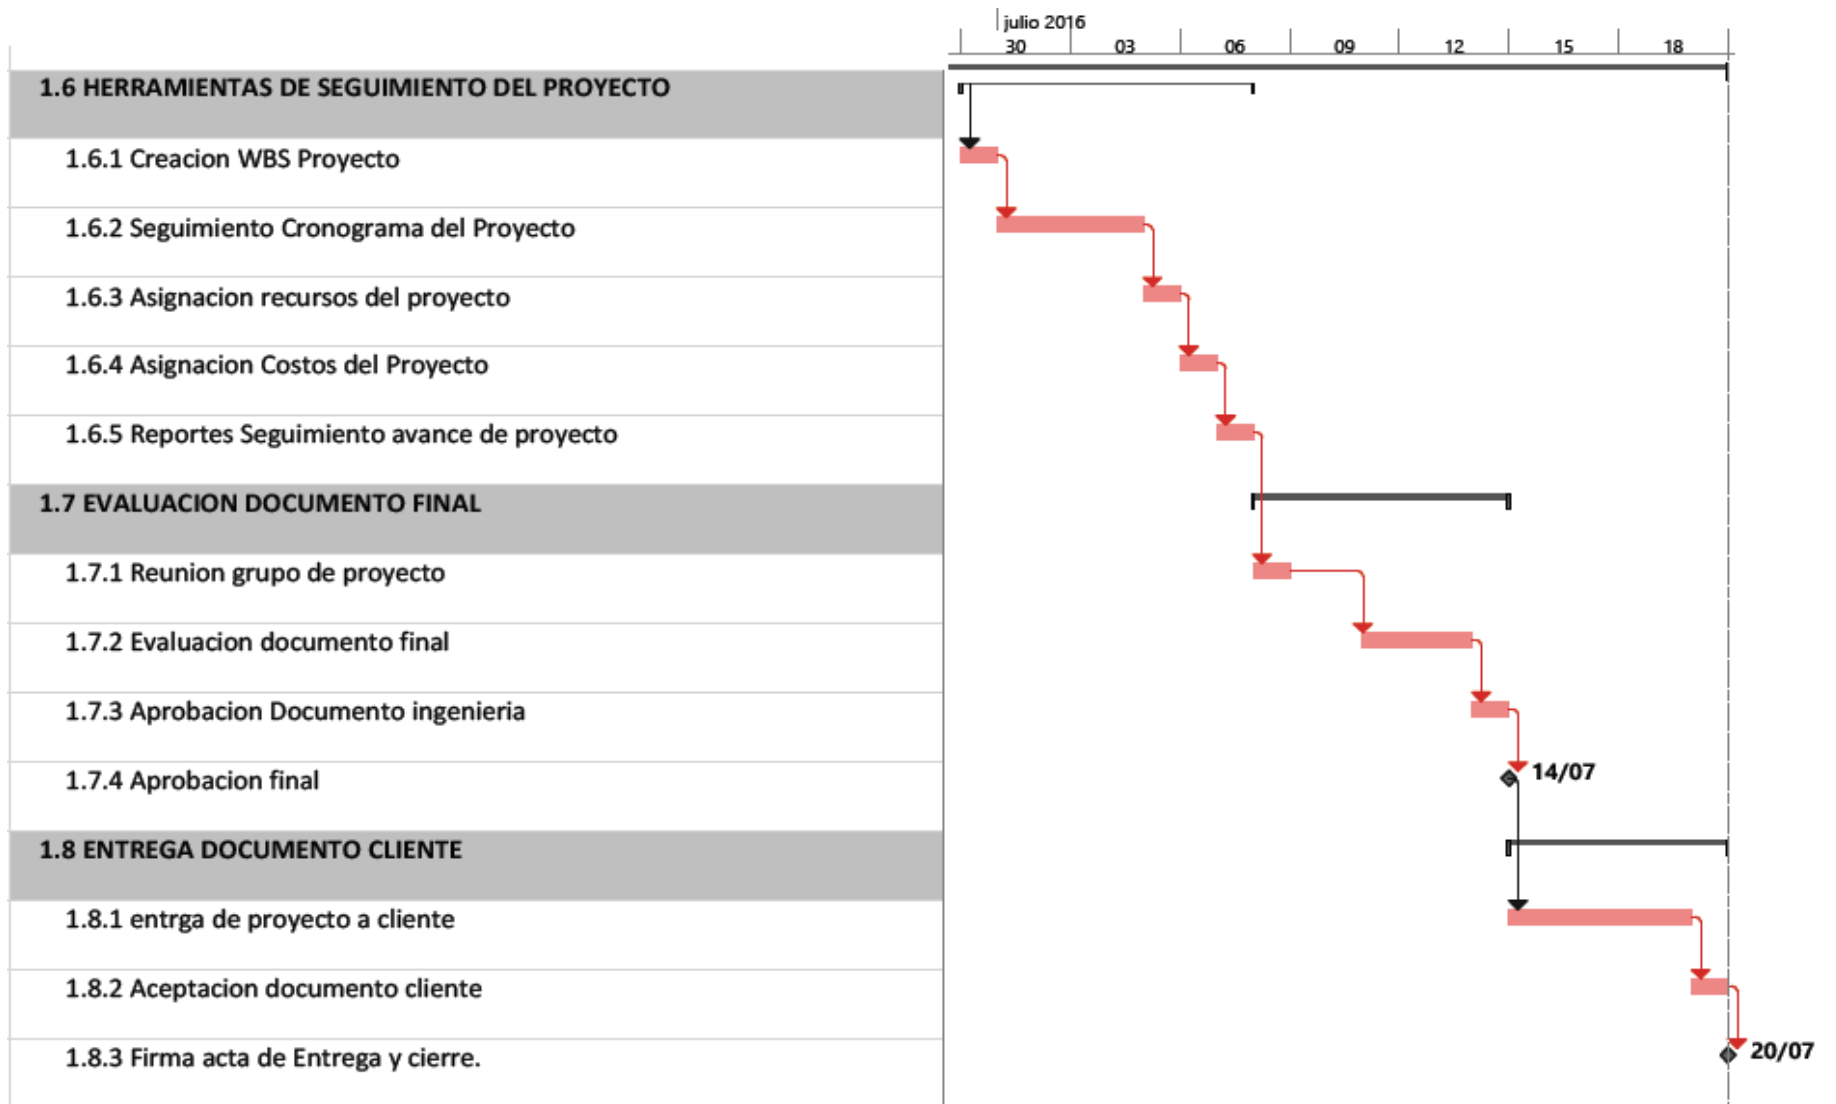 julio 2016
30 03 06 09 12 15 18
1.6 HERRAMIENTAS DE SEGUIMIENTO DEL PROYECTO
1.6.1 Creacion WBS Proyecto
1.6.2 Seguimiento Cronograma del Proyecto
1.6.3 Asignacion recursos del proyecto
1.6.4 Asignacion Costos del Proyecto
1.6.5 Reportes Seguimiento avance de proyecto
1.7 EVALUACION DOCUMENTO FINAL
1.7.1 Reunion grupo de proyecto
1.7.2 Evaluacion documento final
1.7.3 Aprobacion Documento ingenieria
1.7.4 Aprobacion final
14/07
1.8 ENTREGA DOCUMENTO CLIENTE
1.8.1 entrga de proyecto a cliente
1.8.2 Aceptacion documento cliente
1.8.3 Firma acta de Entrega y cierre.
20/07